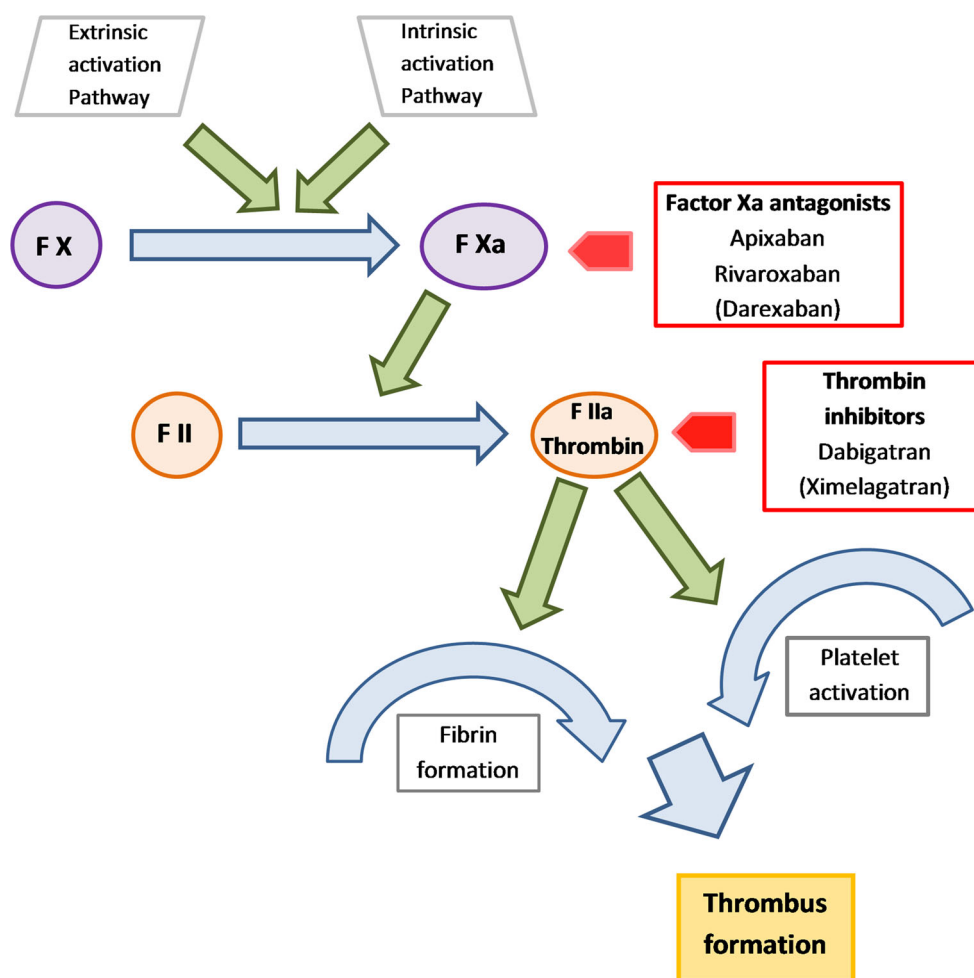 Extrinsic
activation
Pathway
Intrinsic
activation
Pathway
F X
F Xa
Factor Xa antagonists
Apixaban
Rivaroxaban
(Darexaban)
F II
F IIa
Thrombin
Thrombin
inhibitors
Dabigatran
(Ximelagatran)
Platelet
activation
Fibrin
formation
Thrombus
formation